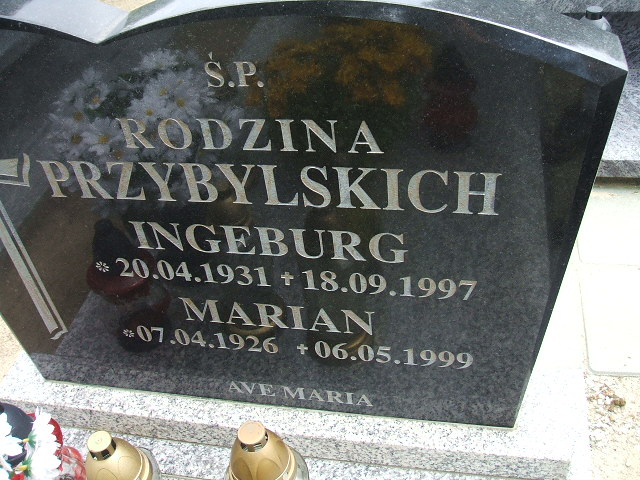 Ś.P.
RODZINA
PRZYBYLSKICH
INGEBURG
*20.04.1931 +18.09.1997
MARIAN
*07.04.1926 +06.05.1999
AVE MARIA